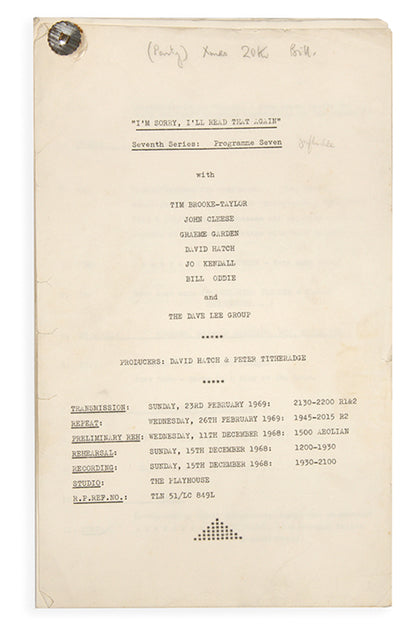 (Party) Xmas 20th Bill.
"I'M SORRY, I'LL READ THAT AGAIN"
Seventh Series: Programme Seven
with
TIM BROOKE-TAYLOR
JOHN CLEESE
GRAEME GARDEN
DAVID HATCH
JO KENDALL
BILL ODDIE
and
THE DAVE LEE GROUP
*****
PRODUCERS: DAVID HATCH & PETER TITHERADGE
*****
TRANSMISSION: SUNDAY, 23RD FEBRUARY 1969: 2130-2200 R1&2
REPEAT: WEDNESDAY, 26TH FEBRUARY 1969: 1945-2015 R2
PRELIMINARY REH: WEDNESDAY, 11TH DECEMBER 1968: 1500 AEOLIAN
REHEARSAL: SUNDAY, 15TH DECEMBER 1968: 1200-1930
RECORDING: SUNDAY, 15TH DECEMBER 1968: 1930-2100
STUDIO: THE PLAYHOUSE
R.P.REF.NO.: TLN 51/LC 849L